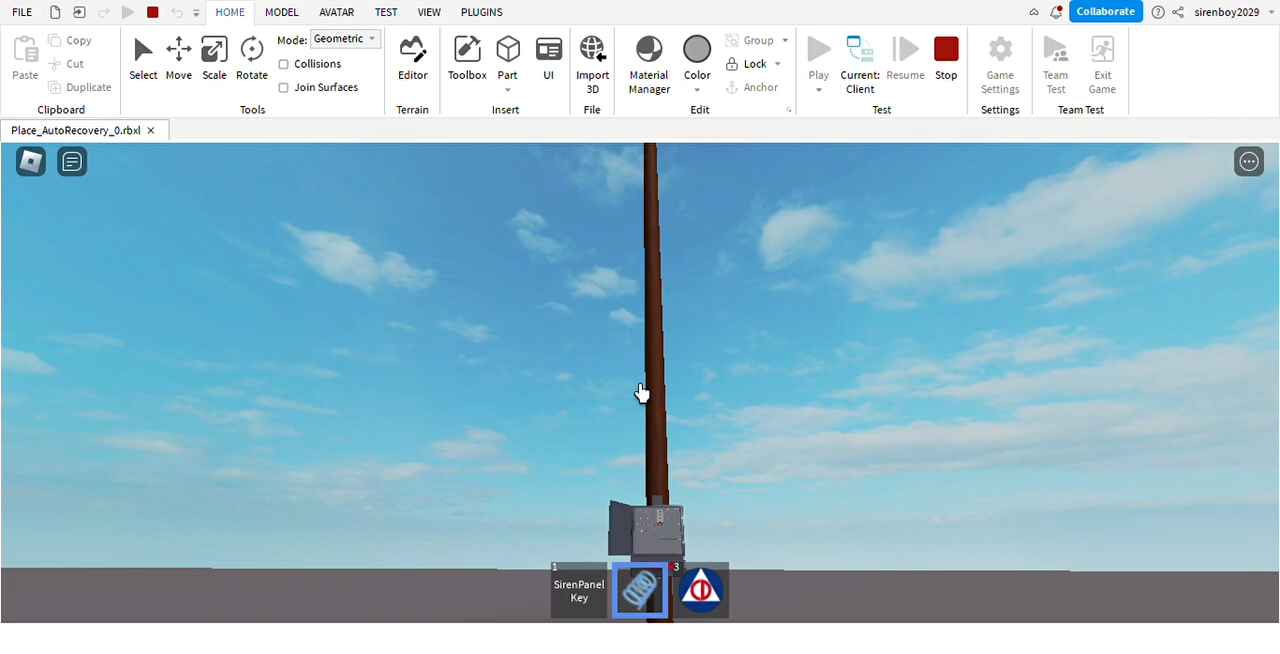 FILE HOME MODEL AVATAR TEST VIEW PLUGINS Collaborate sirenboy2029
Paste
Copy
Cut
Duplicate
Clipboard
Select Move Scale Rotate
Mode: Geometric
Collisions
Join Surfaces
Tools
Editor
Terrain
Toolbox Part UI
Insert
Import
3D
File
Material
Manager
Color
Group
Lock
Anchor
Edit
Play
Current:
Client
Resume Stop
Test
Game
Settings
Settings
Team
Test
Exit
Game
Team Test
Place_AutoRecovery_0.rbxl
1
SirenPanel
Key
3